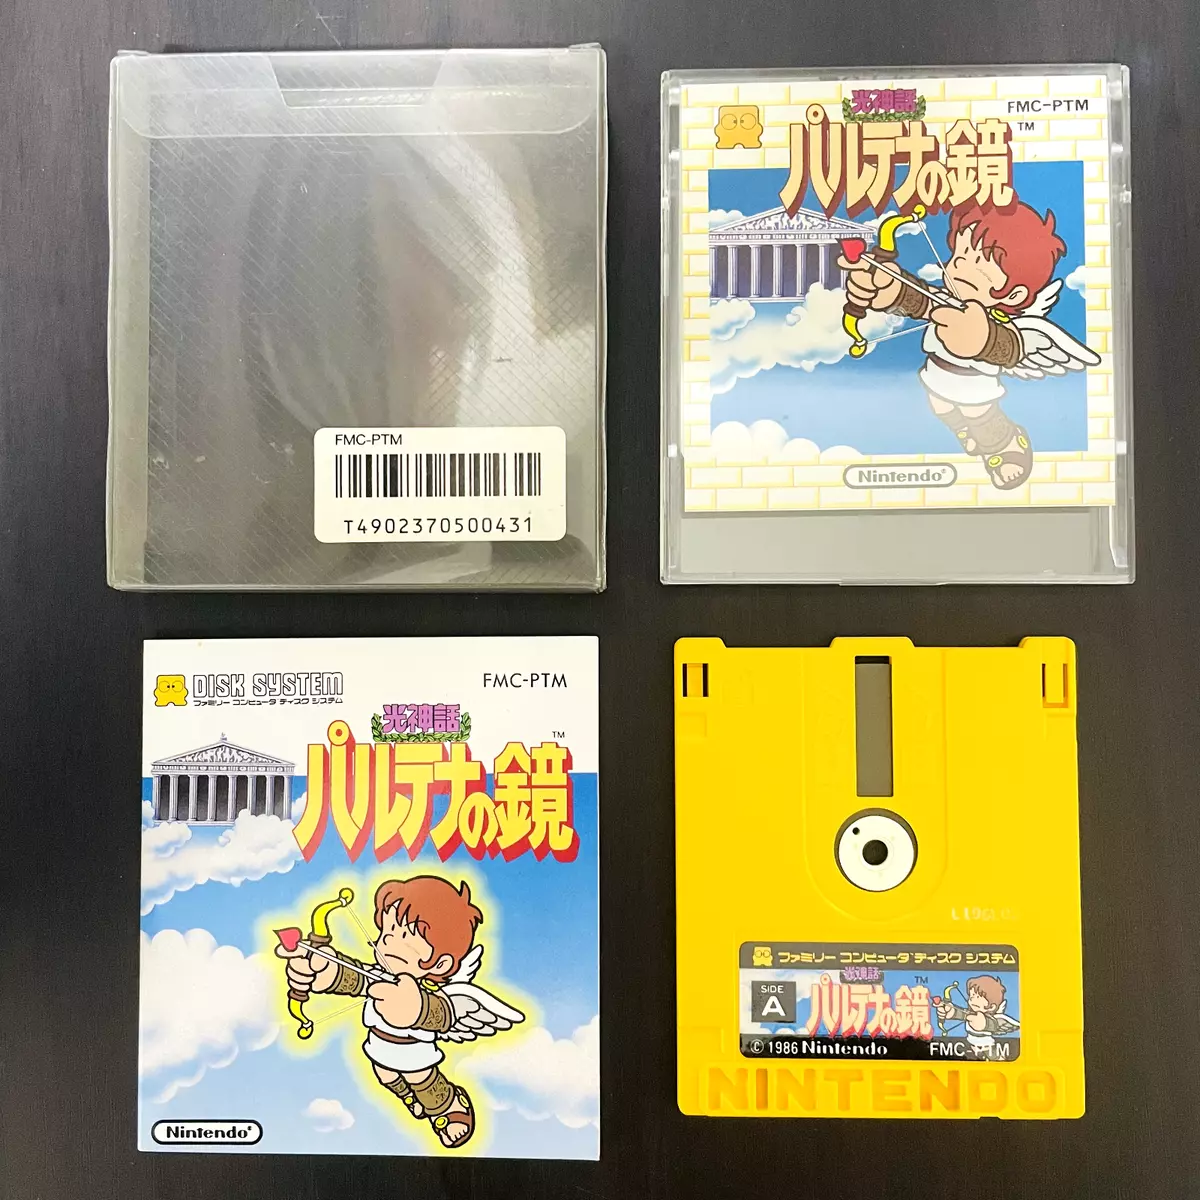 FMC-PTM
T4902370500431
光神話
FMC-PTM
パルテナの鏡
TM
Nintendo®
DISK SYSTEM
ファミリー コンピュータ ディスク システム
FMC-PTM
光神話
パルテナの鏡
TM
Nintendo®
ファミリー コンピュータ ディスク システム
SIDE
A
光神話
パルテナの鏡
TM
© 1986 Nintendo
FMC-PTM
NINTENDO